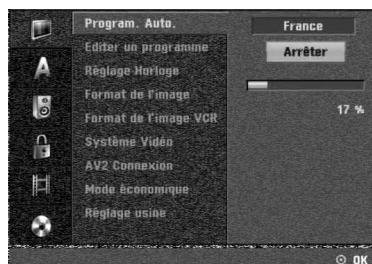 Program. Auto.
Editer un programme
Réglage Horloge
Format de l'image
Format de l'image VCR
Système Vidéo
AV2 Connexion
Mode èconomique
Réglage usine
A
France
Arrêter
17 %
OK